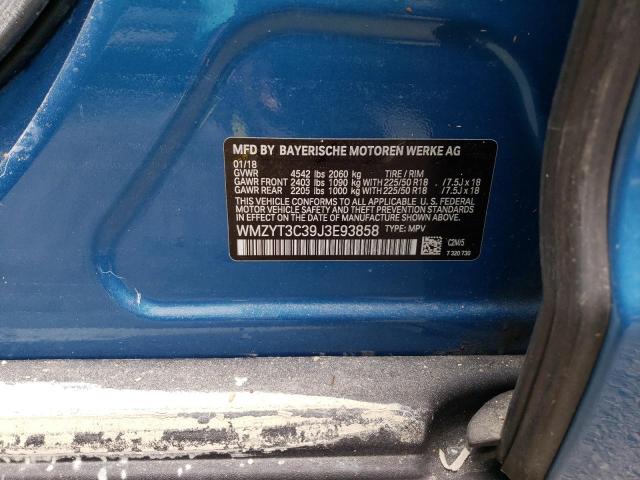 MFD BY BAYERISCHE MOTOREN WERKE AG
01/18
GVWR 4542 lbs 2060 kg TIRE / RIM
GAWR FRONT 2403 lbs 1090 kg WITH 225/50 R18 /7.5J x 18
GAWR REAR 2205 lbs 1000 kg WITH 225/50 R18 /7.5J x 18
THIS VEHICLE CONFORMS TO ALL APPLICABLE U. S. FEDERAL
MOTOR VEHICLE SAFETY STANDARDS IN EFFECT ON THE
DATE OF MANUFACTURE SHOWN ABOVE.
WMZYT3C39J3E93858 TYPE: MPV
C2M/5
7 320 730